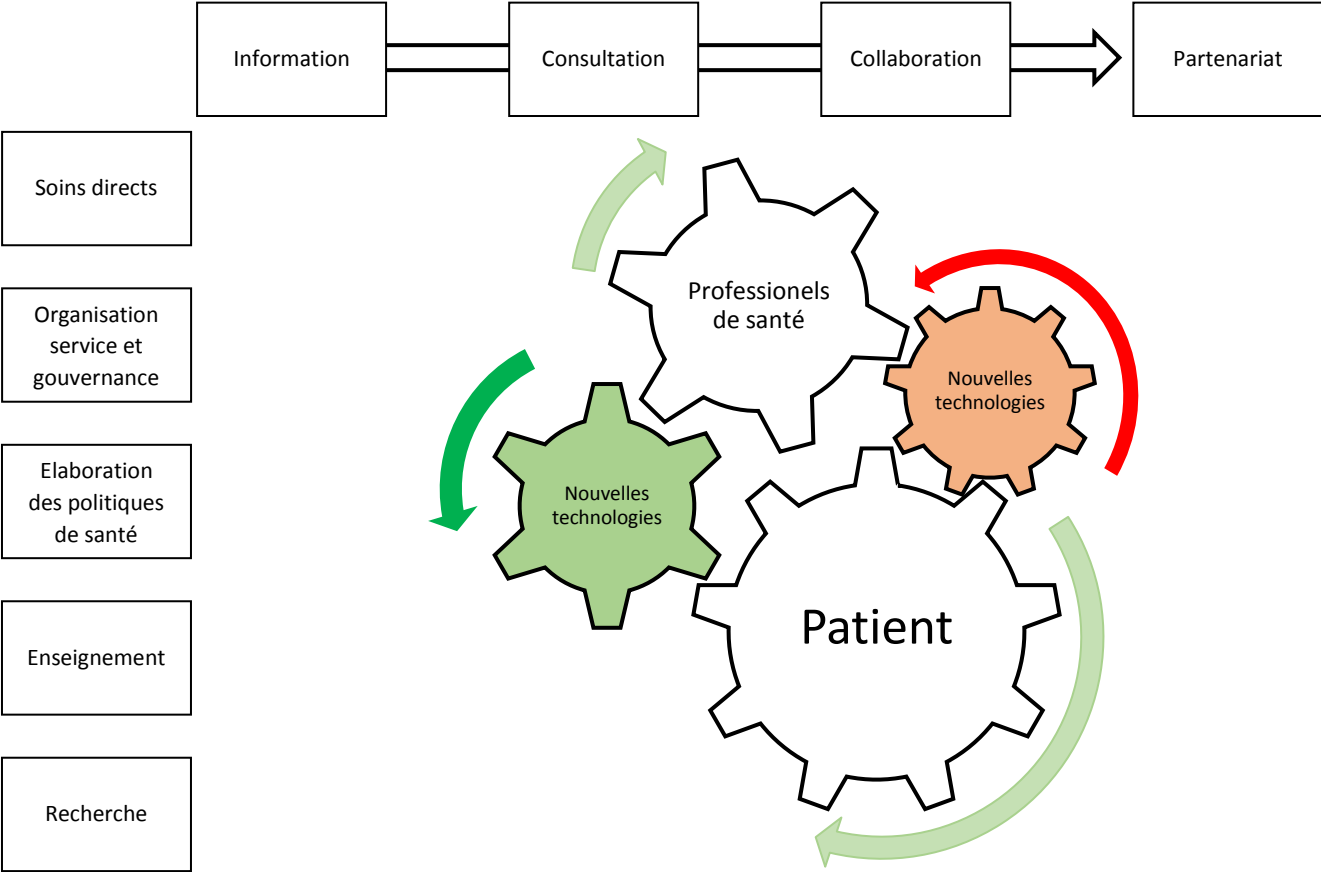 Information
Consultation
Collaboration
Partenariat
Soins directs
Organisation
service et
gouvernance
Elaboration
des politiques
de santé
Enseignement
Recherche
Professionels
de santé
Nouvelles
technologies
Nouvelles
technologies
Patient